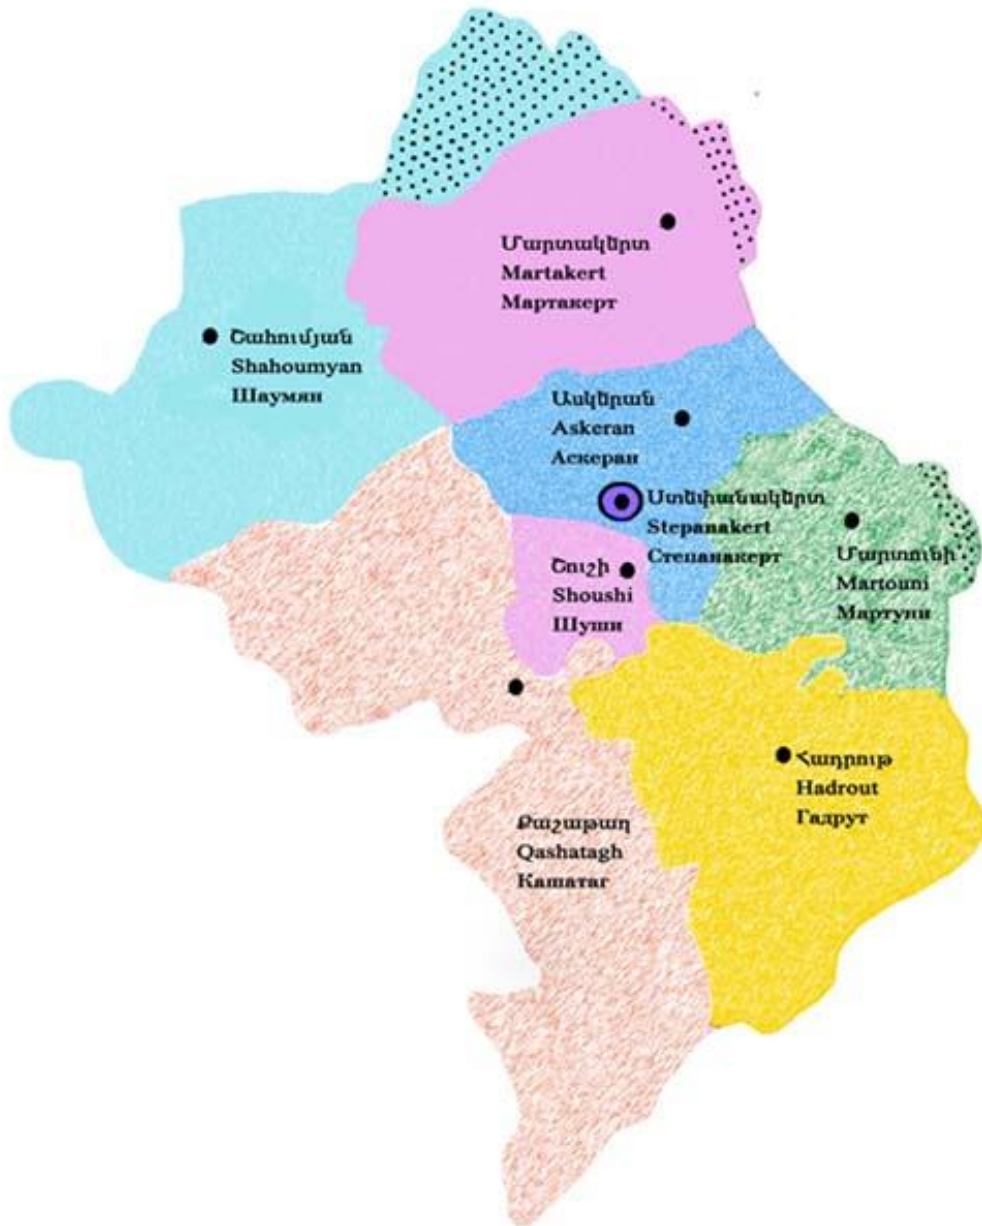 Մարտակերտ
Martakert
Мартакерт
Շահումյան
Shahoumyan
Шаумян
Ասկերան
Askeran
Аскеран
Ստեփանակերտ
Stepanakert
Степанакерт
Մարտունի
Martouni
Мартуни
Շուշի
Shoushi
Шуши
Հադրութ
Hadrout
Гадрут
Քաշաթաղ
Qashatagh
Кашатаг